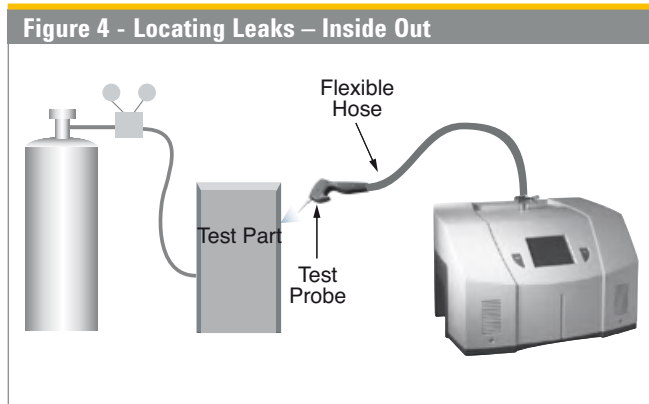 Figure 4 - Locating Leaks – Inside Out
Flexible
Hose
Test Part
Test
Probe